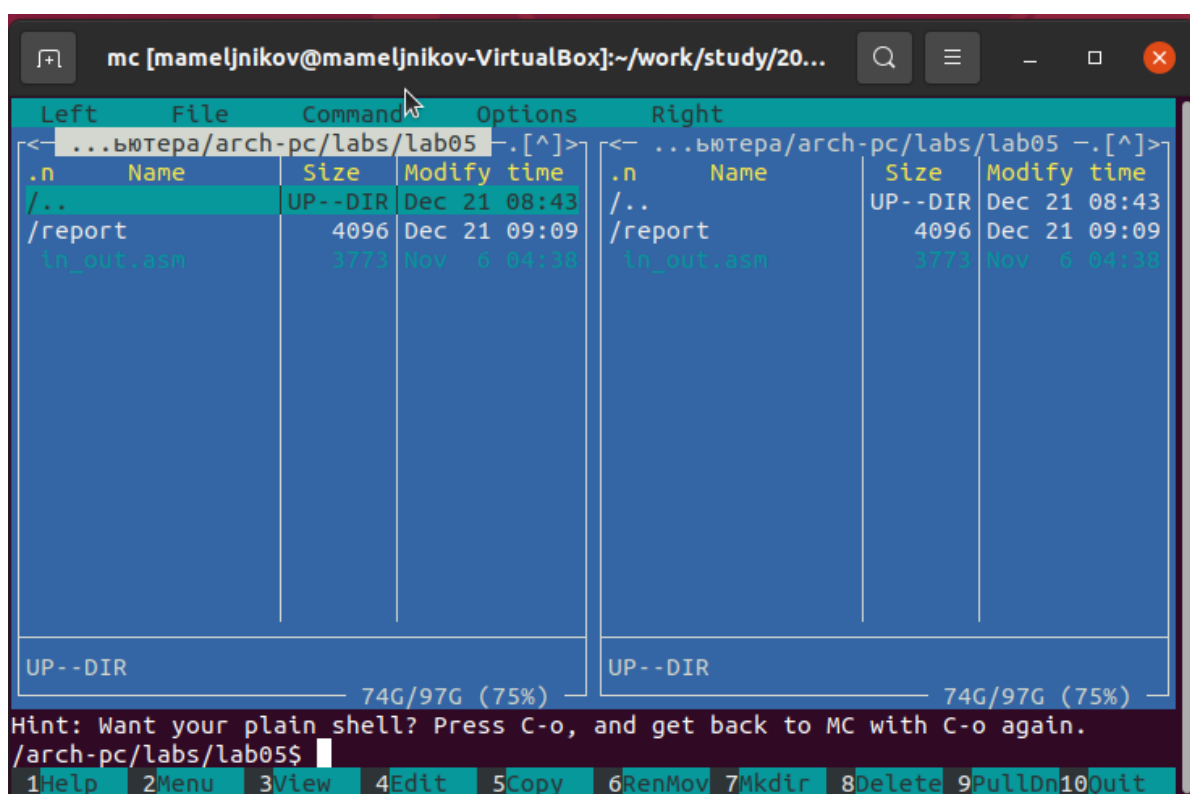 mc [mameljnikov@mameljnikov-VirtualBox]:~/work/study/20...
Left File Command Options Right
<─ ...ьютера/arch-pc/labs/lab05 ─.[^]> <─ ...ьютера/arch-pc/labs/lab05 ─.[^]>
.n Name Size Modify time .n Name Size Modify time
/.. UP--DIR Dec 21 08:43 /.. UP--DIR Dec 21 08:43
/report 4096 Dec 21 09:09 /report 4096 Dec 21 09:09
in_out.asm 3773 Nov 6 04:38 in_out.asm 3773 Nov 6 04:38
UP--DIR UP--DIR
74G/97G (75%) 74G/97G (75%)
Hint: Want your plain shell? Press C-o, and get back to MC with C-o again.
/arch-pc/labs/lab05$
1Help 2Menu 3View 4Edit 5Copy 6RenMov 7Mkdir 8Delete 9PullDn 10Quit